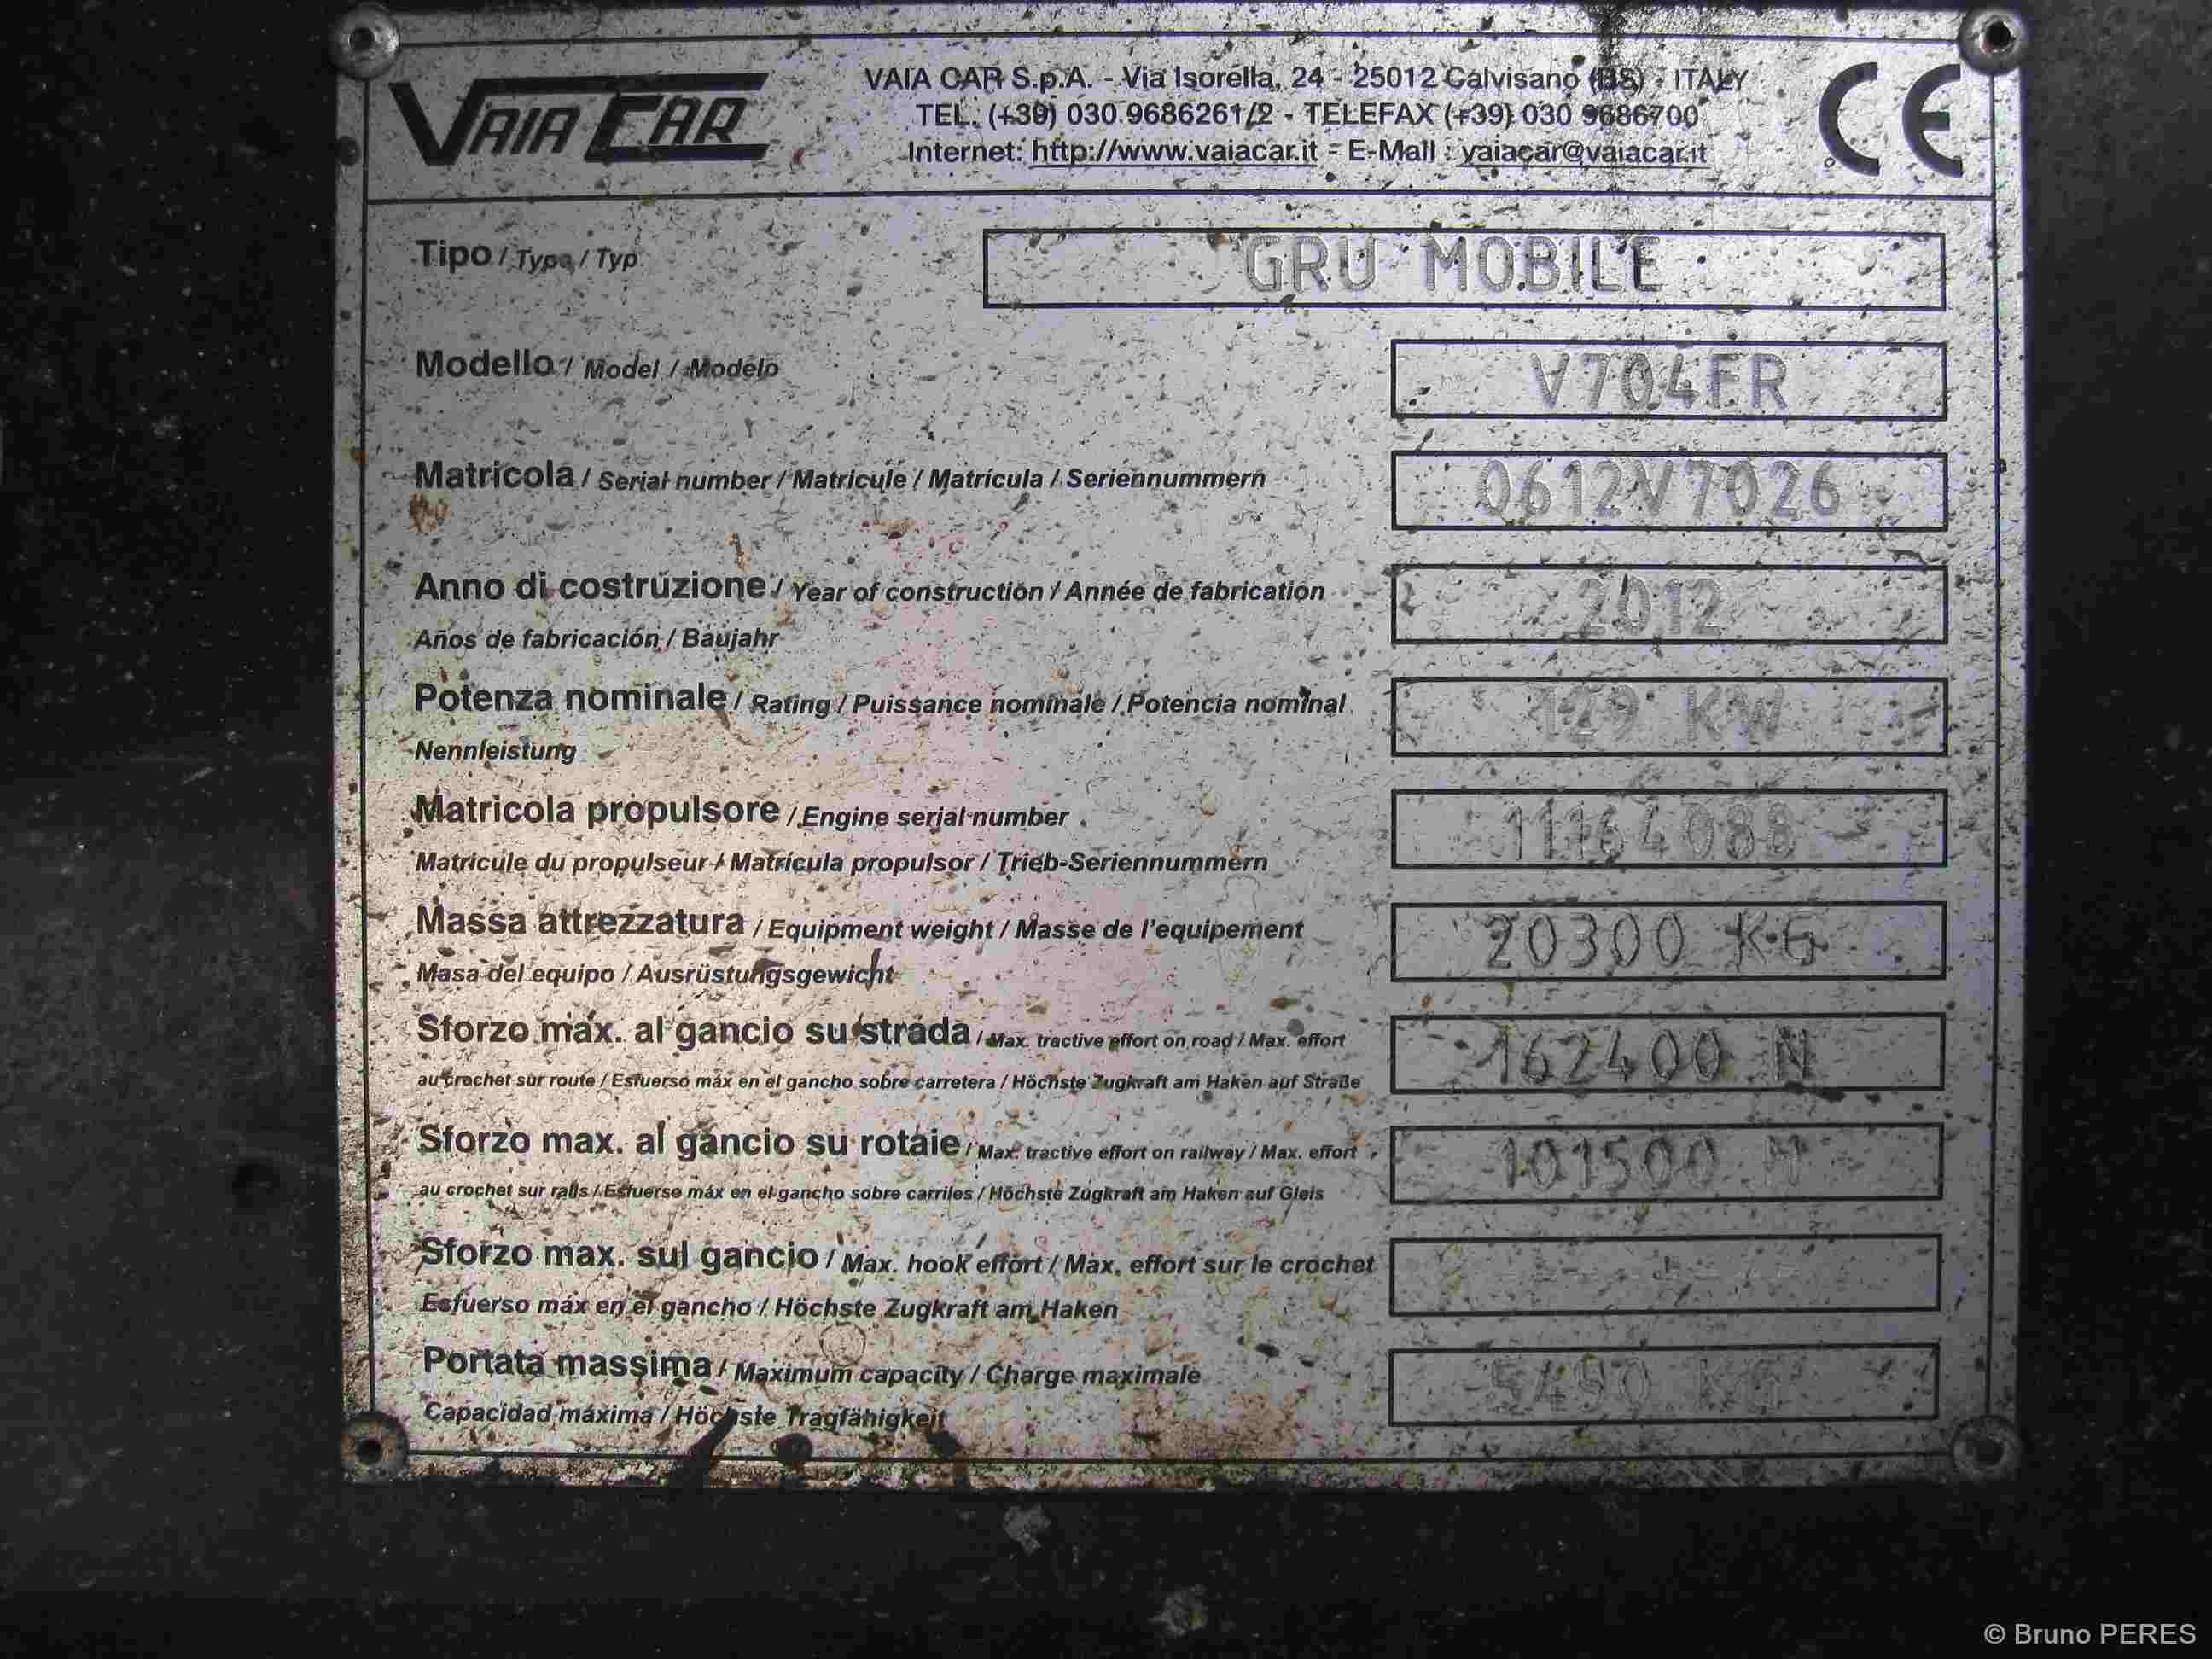 VAIA CAR
VAIA CAR S.p.A. - Via Isorella, 24 - 25012 Calvisano (BS) - ITALY
TEL. (+39) 030 9686261/2 - TELEFAX (+39) 030 9686700
Internet: http://www.vaiacar.it - E-Mail : vaiacar@vaiacar.it
CE
Tipo / Type / Typ GRU MOBILE
Modello / Model / Modelo V704FR
Matricola / Serial number / Matricule / Matrícula / Seriennummern 0612V7026
Anno di costruzione / Year of construction / Année de fabrication 2012
Años de fabricación / Baujahr
Potenza nominale / Rating / Puissance nominale / Potencia nominal 129 KW
Nennleistung
Matricola propulsore / Engine serial number 11164088
Matricule du propulseur / Matrícula propulsor / Trieb-Seriennummern
Massa attrezzatura / Equipment weight / Masse de l'equipement 20300 KG
Masa del equipo / Ausrüstungsgewicht
Sforzo max. al gancio su strada / Max. tractive effort on road / Max. effort 162400 N
au crochet sur route / Esfuerso máx en el gancho sobre carretera / Höchste Zugkraft am Haken auf Straße
Sforzo max. al gancio su rotaie / Max. tractive effort on railway / Max. effort 101500 N
au crochet sur rails / Esfuerso máx en el gancho sobre carriles / Höchste Zugkraft am Haken auf Gleis
Sforzo max. sul gancio / Max. hook effort / Max. effort sur le crochet
Esfuerso máx en el gancho / Höchste Zugkraft am Haken
Portata massima / Maximum capacity / Charge maximale 5490 KG
Capacidad máxima / Höchste Tragfähigkeit
© Bruno PERES